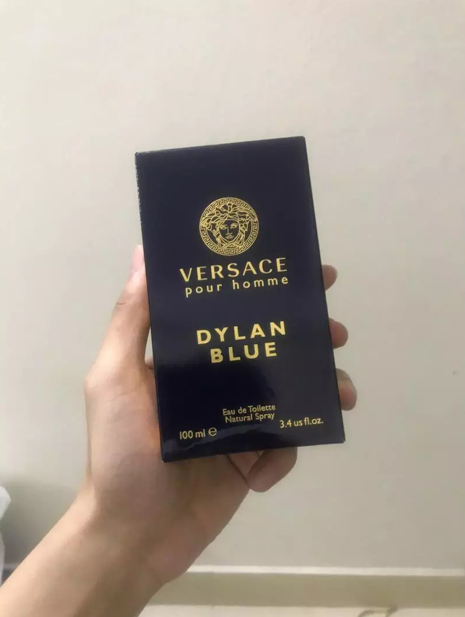 VERSACE
pour homme
DYLAN
BLUE
Eau de Toilette
Natural Spray
100 ml ℮
3.4 us fl.oz.